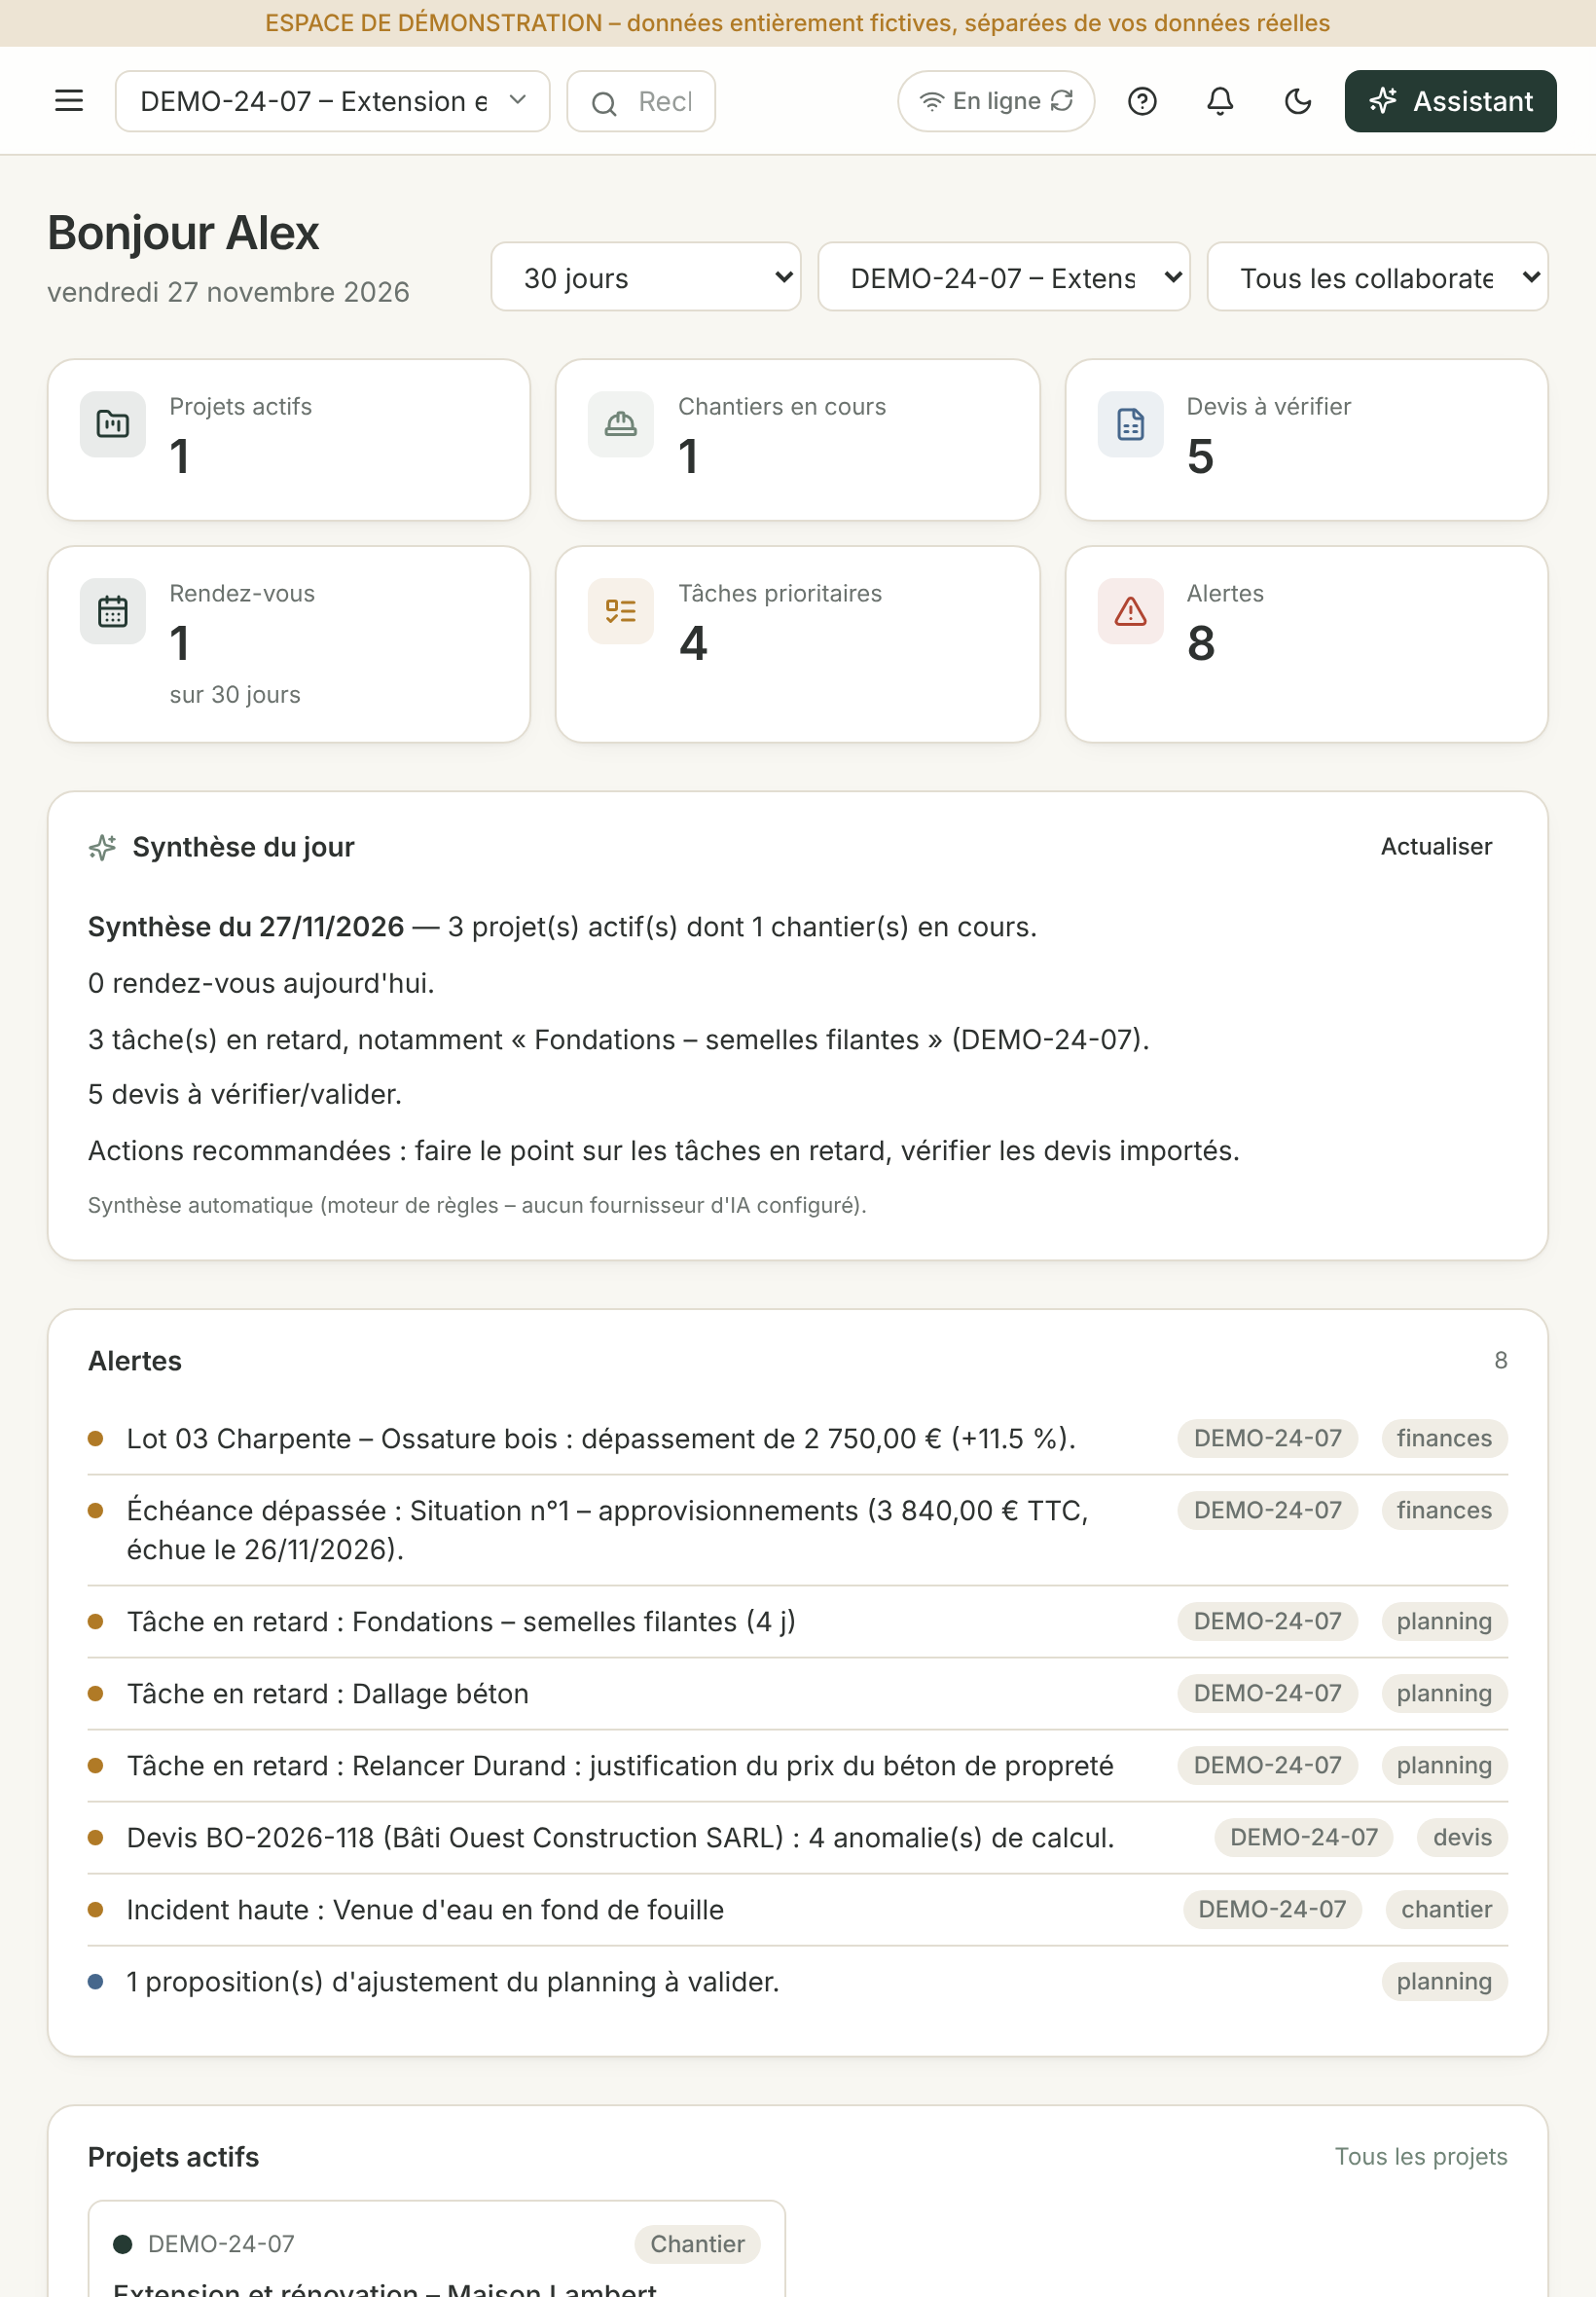 ESPACE DE DÉMONSTRATION – données entièrement fictives, séparées de vos données réelles
DEMO-24-07 – Extension e
Recl
En ligne
Assistant
Bonjour Alex
vendredi 27 novembre 2026
30 jours
DEMO-24-07 – Extens
Tous les collaborate
Projets actifs
1
Chantiers en cours
1
Devis à vérifier
5
Rendez-vous
1
sur 30 jours
Tâches prioritaires
4
Alertes
8
Synthèse du jour
Actualiser
Synthèse du 27/11/2026 — 3 projet(s) actif(s) dont 1 chantier(s) en cours.
0 rendez-vous aujourd'hui.
3 tâche(s) en retard, notamment « Fondations – semelles filantes » (DEMO-24-07).
5 devis à vérifier/valider.
Actions recommandées : faire le point sur les tâches en retard, vérifier les devis importés.
Synthèse automatique (moteur de règles – aucun fournisseur d'IA configuré).
Alertes
8
Lot 03 Charpente – Ossature bois : dépassement de 2 750,00 € (+11.5 %).
DEMO-24-07
finances
Échéance dépassée : Situation n°1 – approvisionnements (3 840,00 € TTC,
échue le 26/11/2026).
DEMO-24-07
finances
Tâche en retard : Fondations – semelles filantes (4 j)
DEMO-24-07
planning
Tâche en retard : Dallage béton
DEMO-24-07
planning
Tâche en retard : Relancer Durand : justification du prix du béton de propreté
DEMO-24-07
planning
Devis BO-2026-118 (Bâti Ouest Construction SARL) : 4 anomalie(s) de calcul.
DEMO-24-07
devis
Incident haute : Venue d'eau en fond de fouille
DEMO-24-07
chantier
1 proposition(s) d'ajustement du planning à valider.
planning
Projets actifs
Tous les projets
DEMO-24-07
Chantier
Extension et rénovation – Maison Lambert